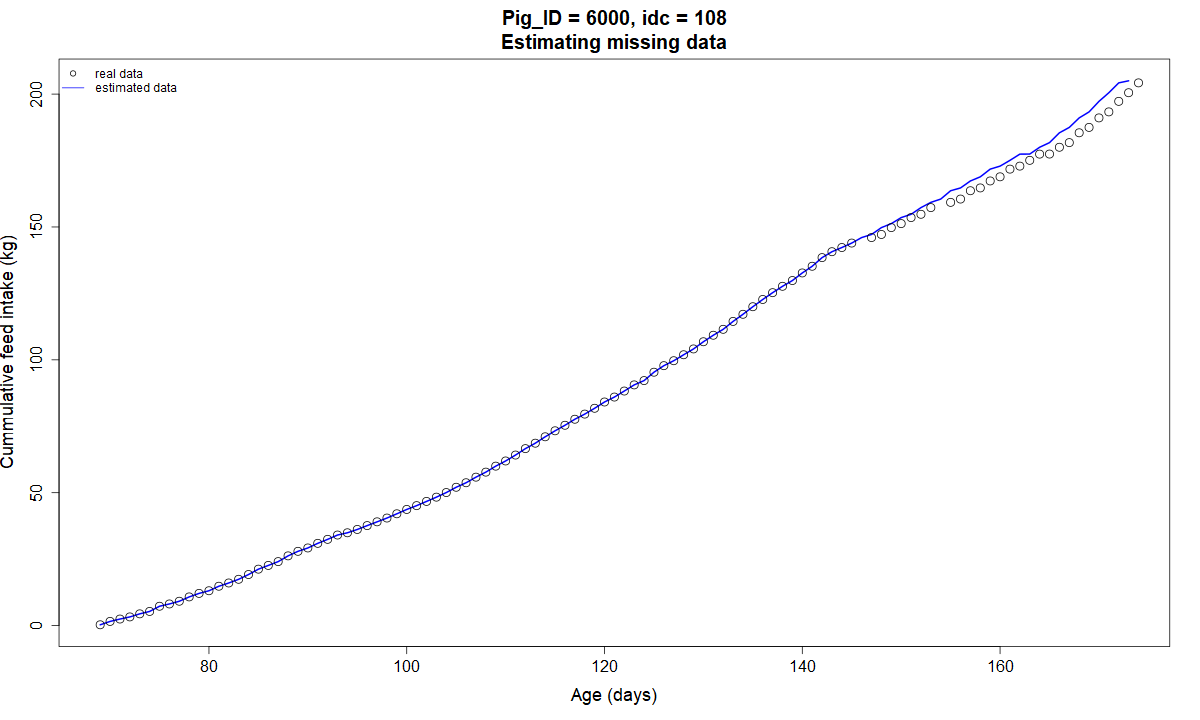 Pig_ID = 6000, idc = 108
Estimating missing data
real data
estimated data
Cummulative feed intake (kg)
200
150
100
50
0
80 100 120 140 160
Age (days)